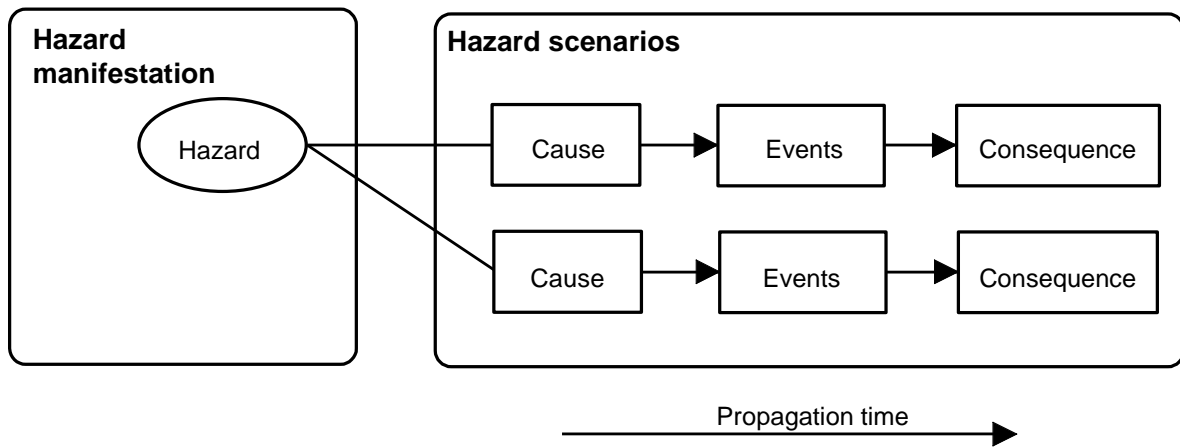 Hazard
manifestation
Hazard
Hazard scenarios
Cause
Events
Consequence
Cause
Events
Consequence
Propagation time